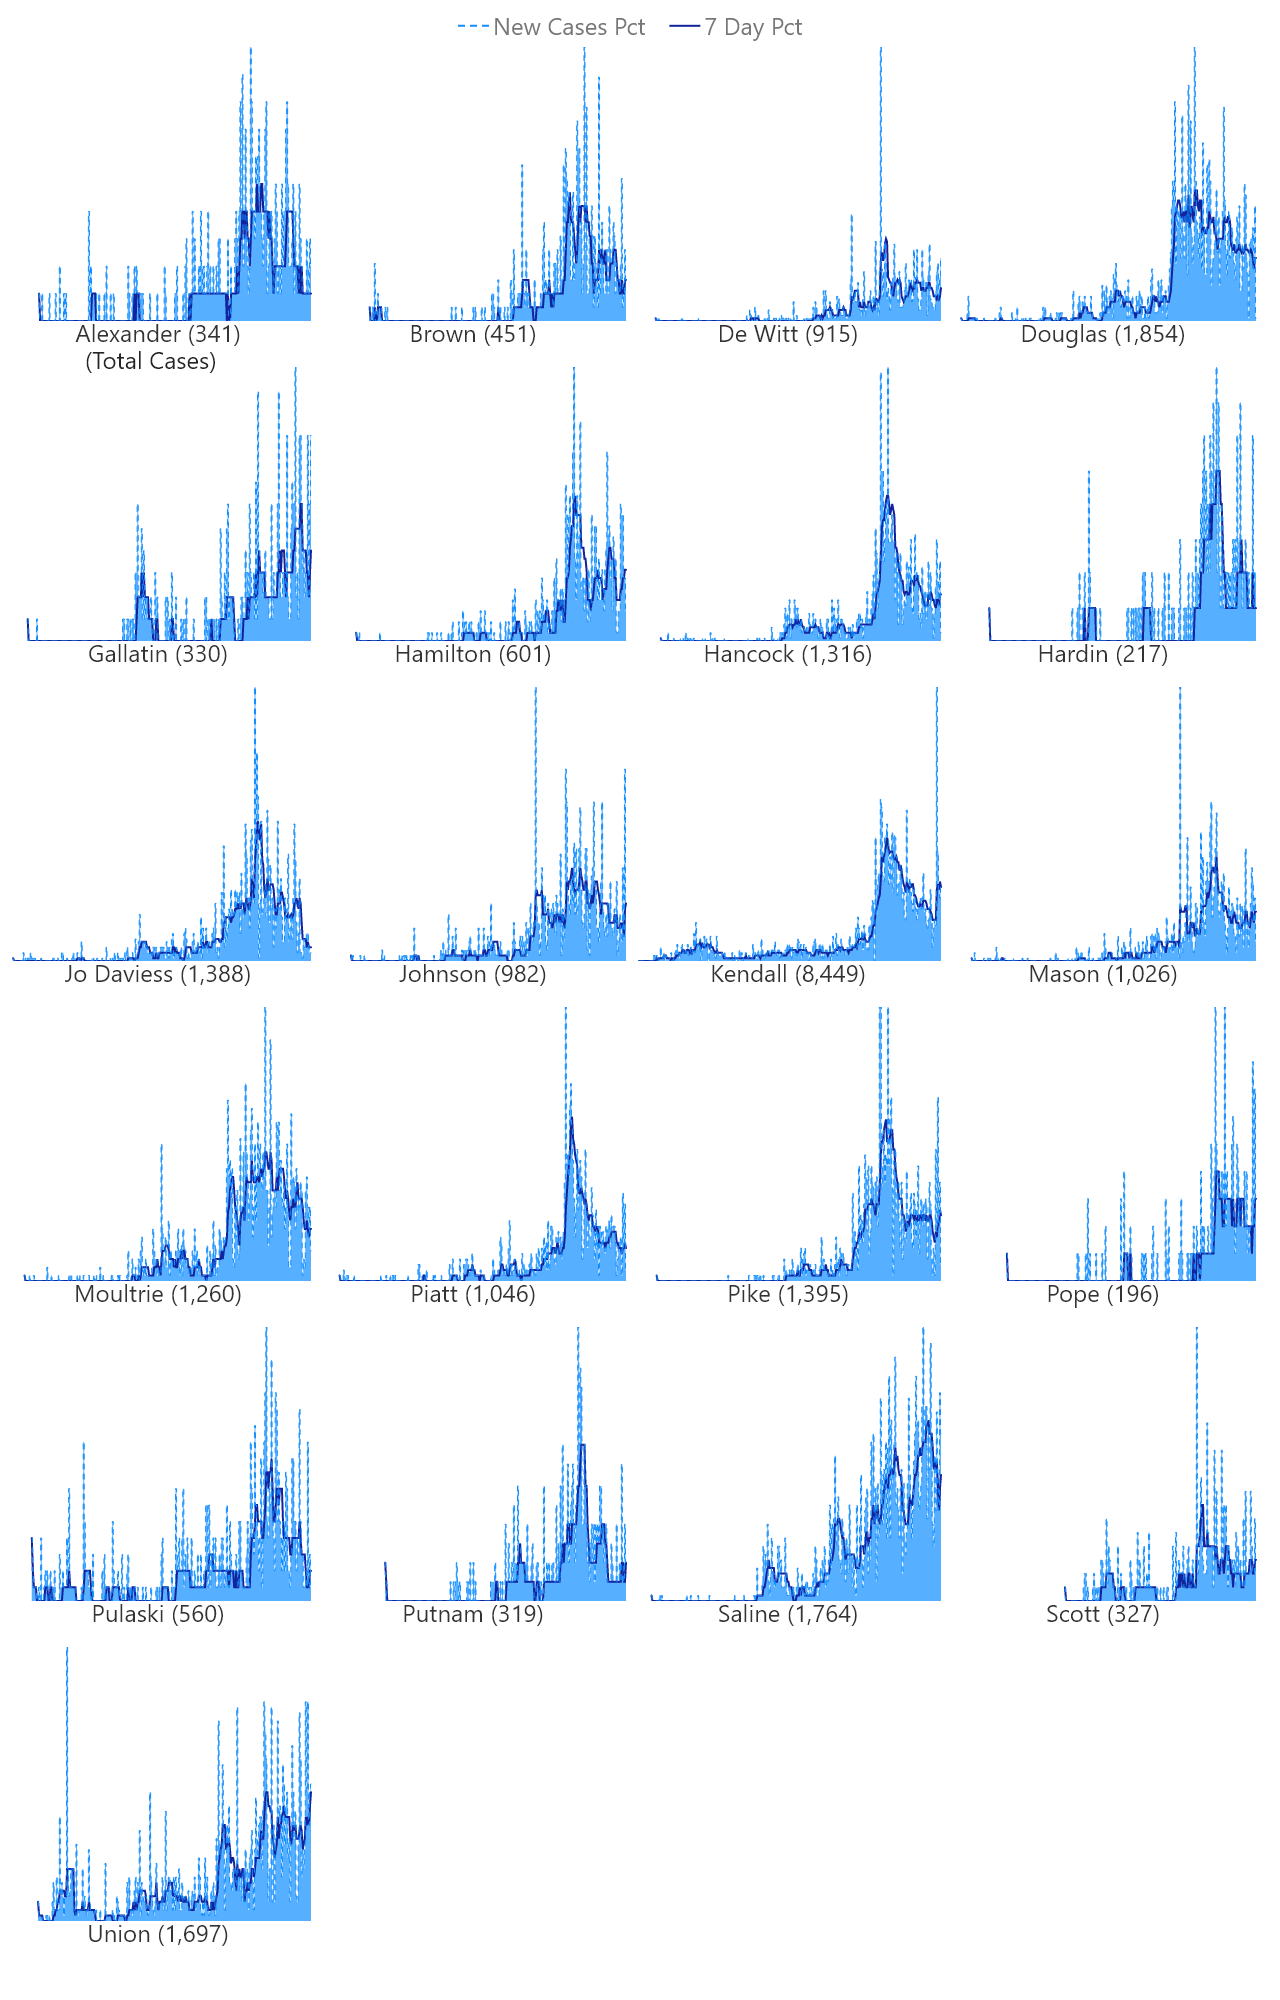 New Cases Pct 7 Day Pct
Alexander (341) Brown (451) De Witt (915) Douglas (1,854)
(Total Cases)
Gallatin (330) Hamilton (601) Hancock (1,316) Hardin (217)
Jo Daviess (1,388) Johnson (982) Kendall (8,449) Mason (1,026)
Moultrie (1,260) Piatt (1,046) Pike (1,395) Pope (196)
Pulaski (560) Putnam (319) Saline (1,764) Scott (327)
Union (1,697)